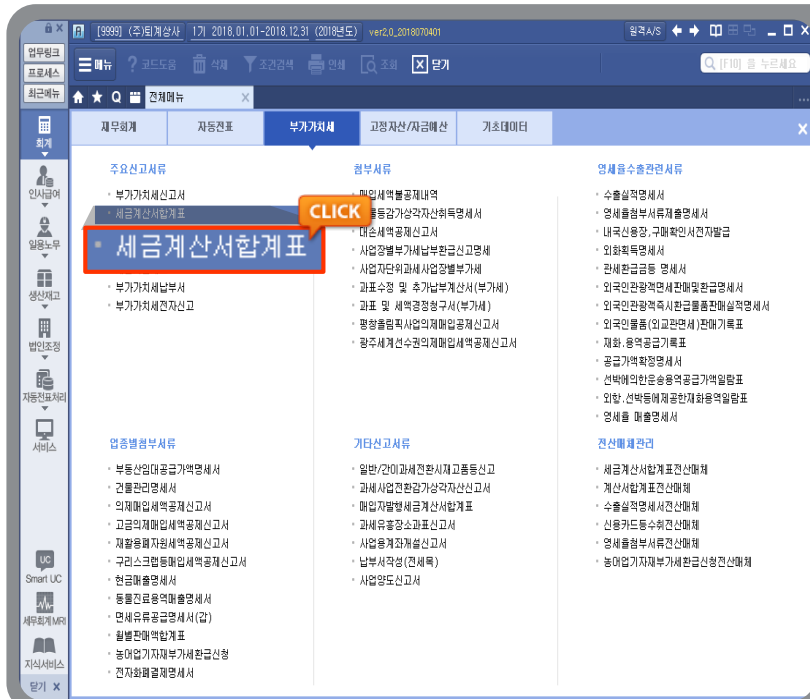 [9999] (주)퇴계상사 1기 2018.01.01~2018.12.31 (2018년도) ver2.0_2018070401 원격A/S
업무링크
프로세스
최근메뉴
메뉴 코드도움 삭제 조건검색 인쇄 조회 닫기 [F10] 을 누르세요
전체메뉴
재무회계 자동전표 부가가치세 고정자산/자금예산 기초데이터
회계
인사급여
일용노무
생산재고
법인조정
자동전표처리
서비스
Smart UC
세무회계MRI
지식서비스
닫기
주요신고서류
부가가치세신고서
세금계산서합계표
CLICK
세금계산서합계표
부가가치세납부서
부가가치세전자신고
첨부서류
매입세액불공제내역
물등감가상각자산취득명세서
대손세액공제신고서
사업장별부가세납부환급신고명세
사업자단위과세사업장별부가세
과표수정 및 추가납부계산서(부가세)
과표 및 세액경정청구서(부가세)
평창올림픽사업의제매입공제신고서
광주세계선수권의제매입세액공제신고서
영세율수출관련서류
수출실적명세서
영세율첨부서류제출명세서
내국신용장,구매확인서전자발급
외화획득명세서
관세환급금등 명세서
외국인관광객면세판매및환급명세서
외국인관광객즉시환급물품판매실적명세서
외국인물품(외교관면세)판매기록표
재화.용역공급기록표
공급가액확정명세서
선박에의한운송용역공급가액일람표
외항.선박등에제공한재화용역일람표
영세율 매출명세서
업종별첨부서류
부동산임대공급가액명세서
건물관리명세서
의제매입세액공제신고서
고금의제매입세액공제신고서
재활용폐자원세액공제신고서
구리스크랩등매입세액공제신고서
현금매출명세서
동물진료용역매출명세서
면세유류공급명세서(갑)
월별판매액합계표
농어업기자재부가세환급신청
전자화폐결제명세서
기타신고서류
일반/간이과세전환시재고품등신고
과세사업전환감가상각자산신고서
매입자발행세금계산서합계표
과세유흥장소과표신고서
사업용계좌개설신고서
납부서작성(전세목)
사업양도신고서
전산매체관리
세금계산서합계표전산매체
계산서합계표전산매체
수출실적명세서전산매체
신용카드등수취전산매체
영세율첨부서류전산매체
농어업기자재부가세환급신청전산매체